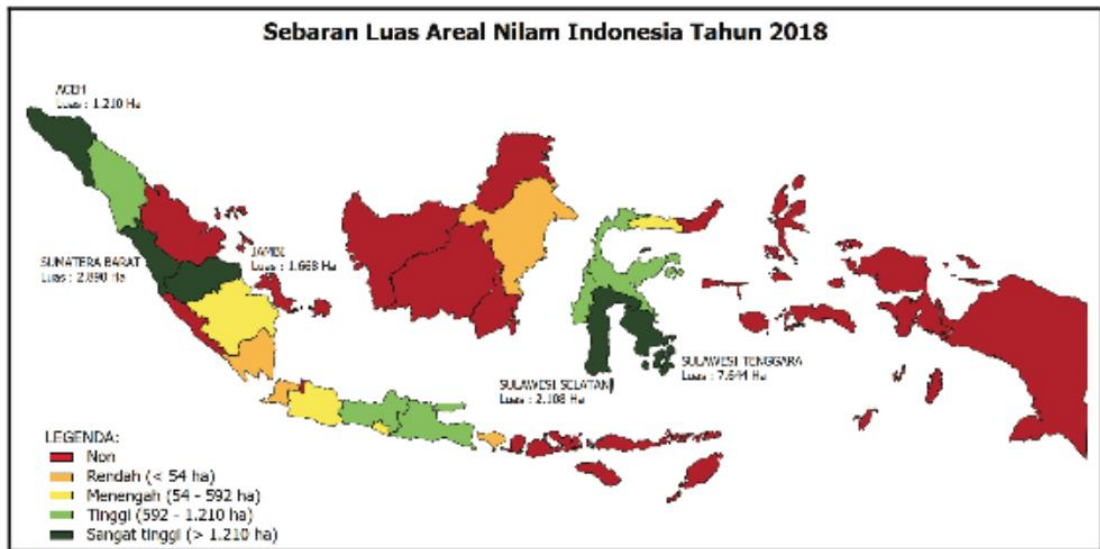 Sebaran Luas Areal Nilam Indonesia Tahun 2018
ACEH
Luas : 1.210 Ha
SUMATERA BARAT
Luas : 2.890 Ha
JAMBI
Luas : 1.668 Ha
SULAWESI TENGGARA
Luas : 7.644 Ha
SULAWESI SELATAN
Luas : 2.108 Ha
LEGENDA:
Non
Rendah (< 54 ha)
Menengah (54 - 592 ha)
Tinggi (592 - 1.210 ha)
Sangat tinggi (> 1.210 ha)